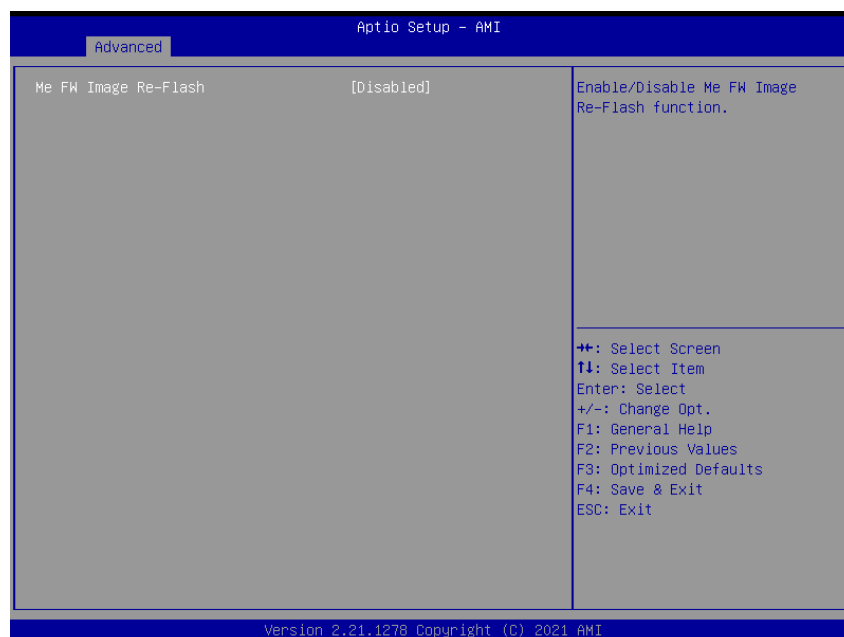 Aptio Setup – AMI
Advanced
Me FW Image Re-Flash [Disabled]
Enable/Disable Me FW Image
Re-Flash function.
→←: Select Screen
↑↓: Select Item
Enter: Select
+/-: Change Opt.
F1: General Help
F2: Previous Values
F3: Optimized Defaults
F4: Save & Exit
ESC: Exit
Version 2.21.1278 Copyright (C) 2021 AMI